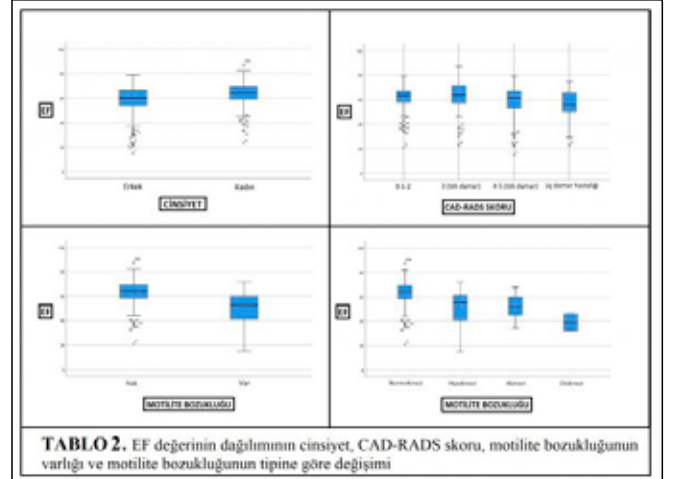 EF
Erkek Kadın
CİNSİYET
EF
0-1-2 3 (tek damar) 4-5 (tek damar) üç damar hastalığı
CAD-RADS SKORU
EF
Yok Var
MOTİLİTE BOZUKLUĞU
EF
Normokinezi Hipokinezi Akinezi Diskinezi
MOTİLİTE BOZUKLUĞU
TABLO 2. EF değerinin dağılımının cinsiyet, CAD-RADS skoru, motilite bozukluğunun
varlığı ve motilite bozukluğunun tipine göre değişimi